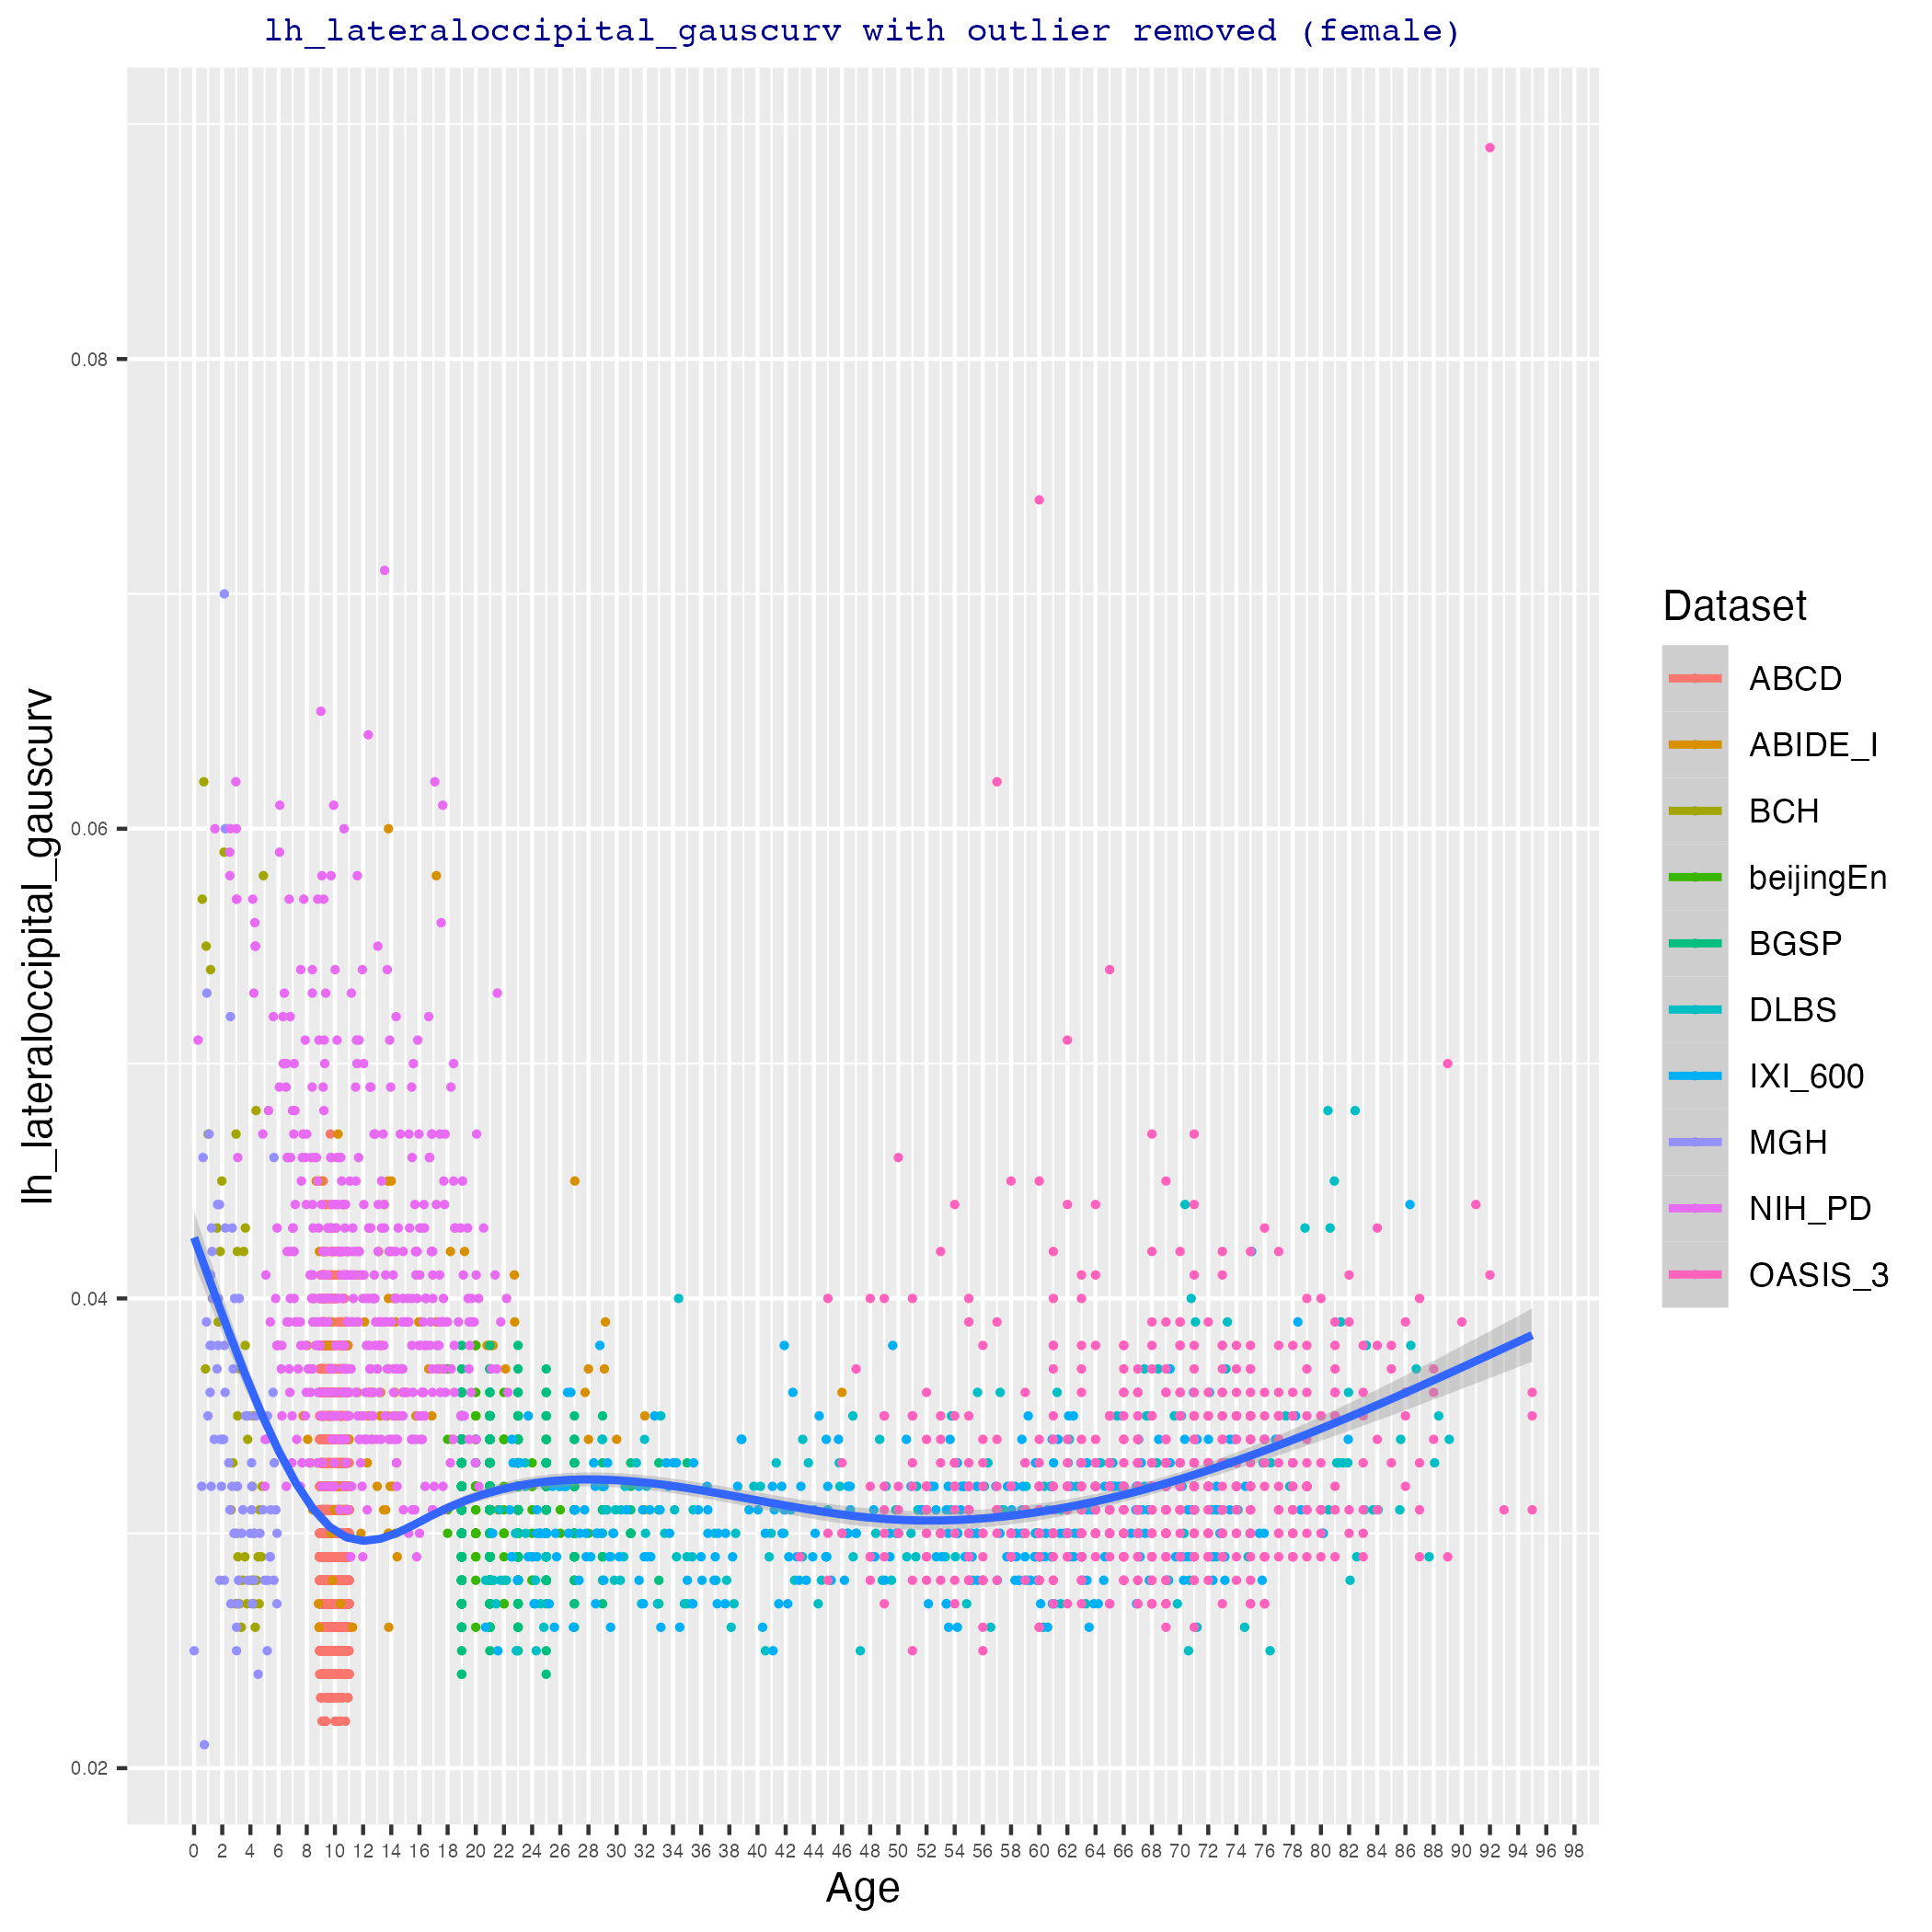 lh_lateraloccipital_gauscurv with outlier removed (female)
lh_lateraloccipital_gauscurv
0.08
0.06
0.04
0.02
0 2 4 6 8 10 12 14 16 18 20 22 24 26 28 30 32 34 36 38 40 42 44 46 48 50 52 54 56 58 60 62 64 66 68 70 72 74 76 78 80 82 84 86 88 90 92 94 96 98
Age
Dataset
ABCD
ABIDE_I
BCH
beijingEn
BGSP
DLBS
IXI_600
MGH
NIH_PD
OASIS_3